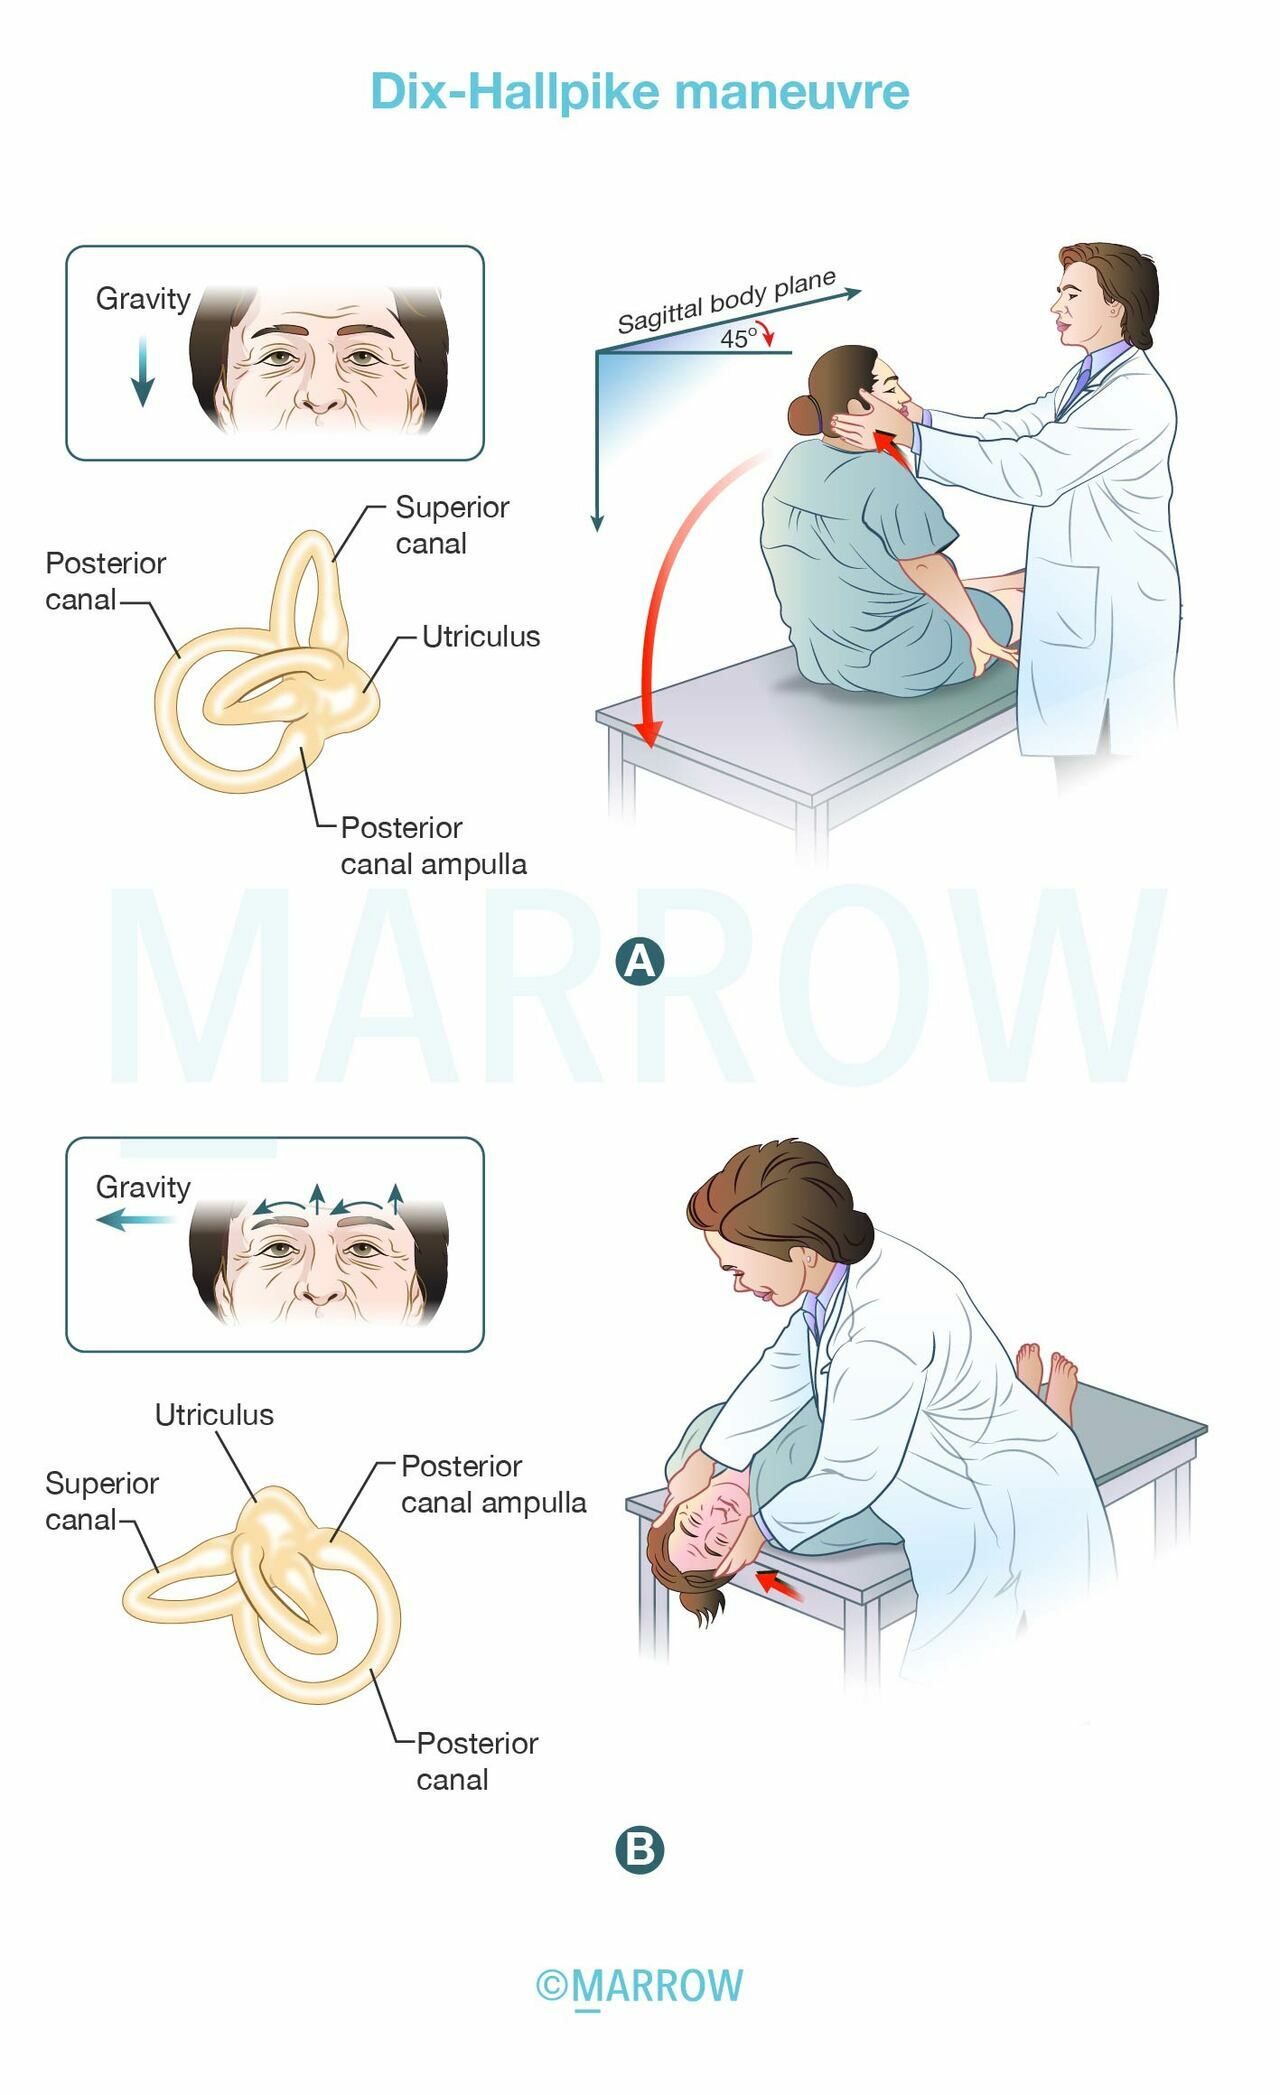 Dix-Hallpike maneuvre
Gravity
Sagittal body plane
45°
Superior
canal
Posterior
canal
Utriculus
Posterior
canal ampulla
MARROW
A
Gravity
Utriculus
Superior
canal
Posterior
canal ampulla
Posterior
canal
B
©MARROW